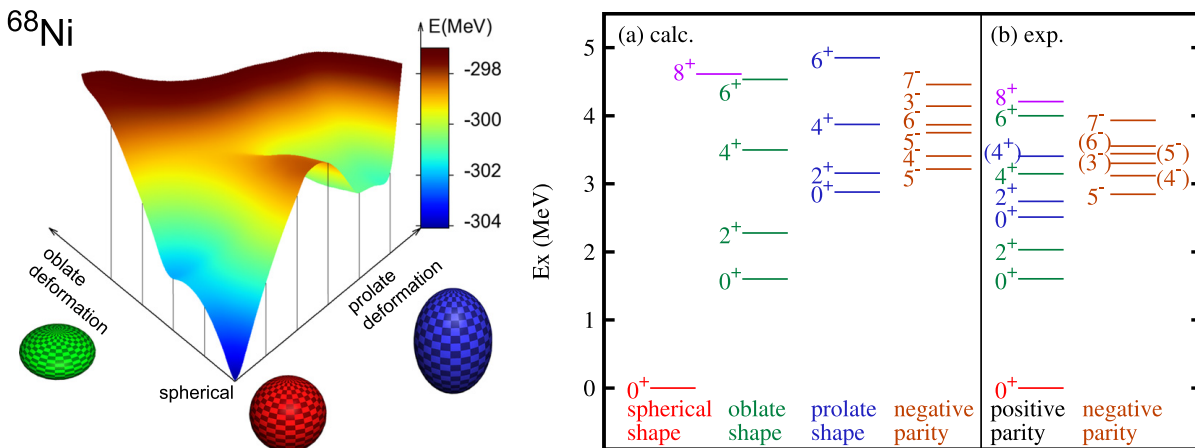 ⁶⁸Ni
E(MeV)
-298
-300
-302
-304
oblate
deformation
prolate
deformation
spherical
Ex (MeV)
5
4
3
2
1
0
(a) calc.
8⁺
6⁺
4⁺
2⁺
0⁺
0⁺
6⁺
4⁺
2⁺
0⁺
7⁻
3⁻
6⁻
5⁻
4⁻
5⁻
spherical
shape
oblate
shape
prolate
shape
negative
parity
(b) exp.
8⁺
6⁺
(4⁺)
4⁺
2⁺
0⁺
2⁺
0⁺
0⁺
7⁻
(6⁻)
(5⁻)
(3⁻)
(4⁻)
5⁻
positive
parity
negative
parity